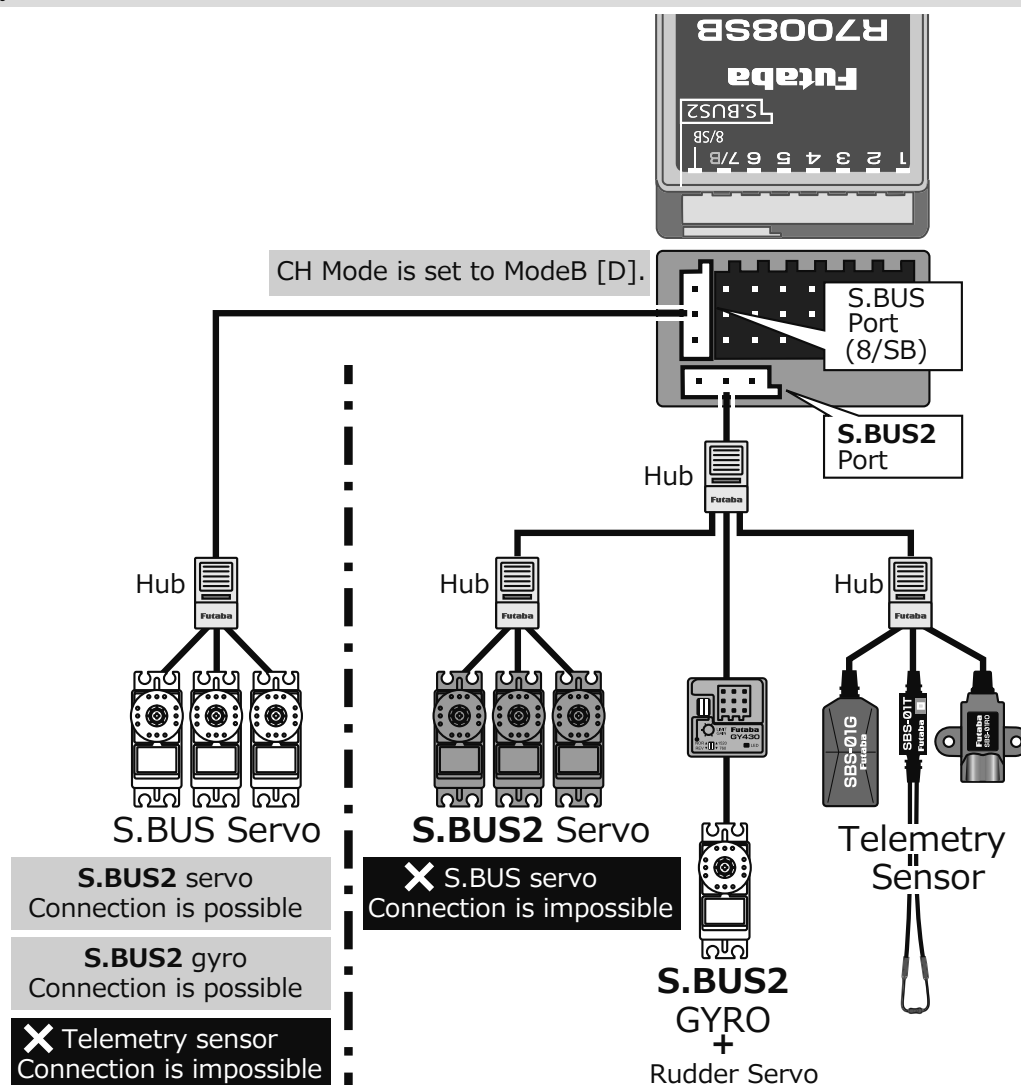 R7008SB
Futaba
S.BUS2
8/SB
7/B 6 5 4 3 2 1
CH Mode is set to ModeB [D].
S.BUS
Port
(8/SB)
S.BUS2
Port
Hub
Futaba
Hub
Futaba
Hub
Futaba
Hub
Futaba
Futaba
GY430
SBS-01G
SBS-01T
Futaba
Futaba
SBS-01RO
S.BUS Servo
S.BUS2 Servo
Telemetry
Sensor
S.BUS2 servo
Connection is possible
S.BUS2 gyro
Connection is possible
X Telemetry sensor
Connection is impossible
X S.BUS servo
Connection is impossible
S.BUS2
GYRO
+
Rudder Servo